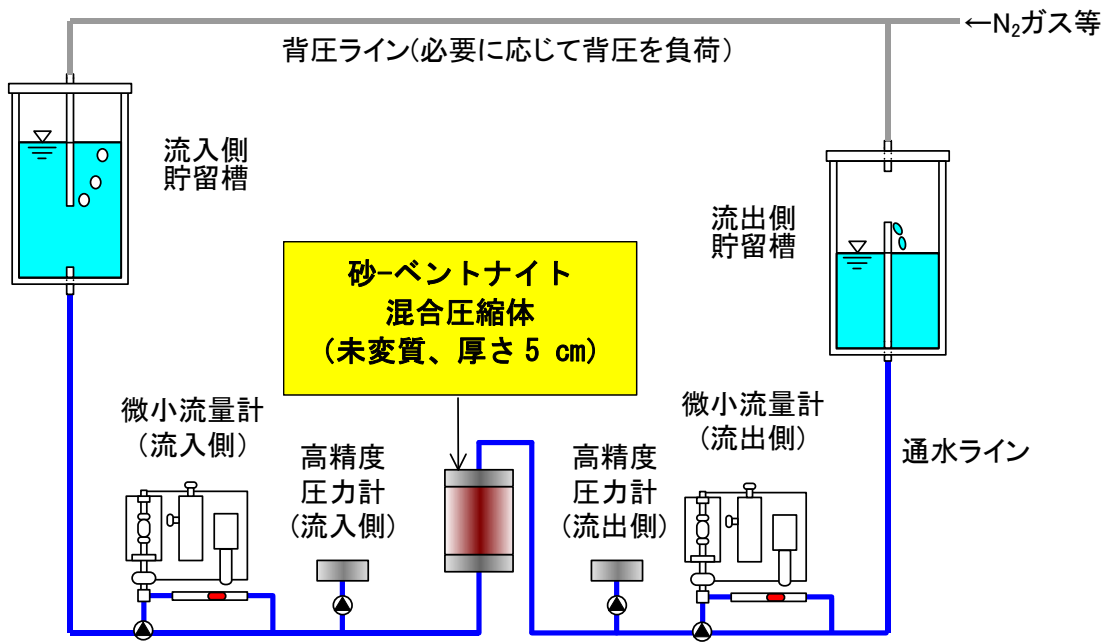 ←N₂ガス等
背圧ライン(必要に応じて背圧を負荷)
流入側
貯留槽
流出側
貯留槽
砂-ベントナイト
混合圧縮体
(未変質、厚さ5 cm)
微小流量計
(流入側)
高精度
圧力計
(流入側)
高精度
圧力計
(流出側)
微小流量計
(流出側)
通水ライン